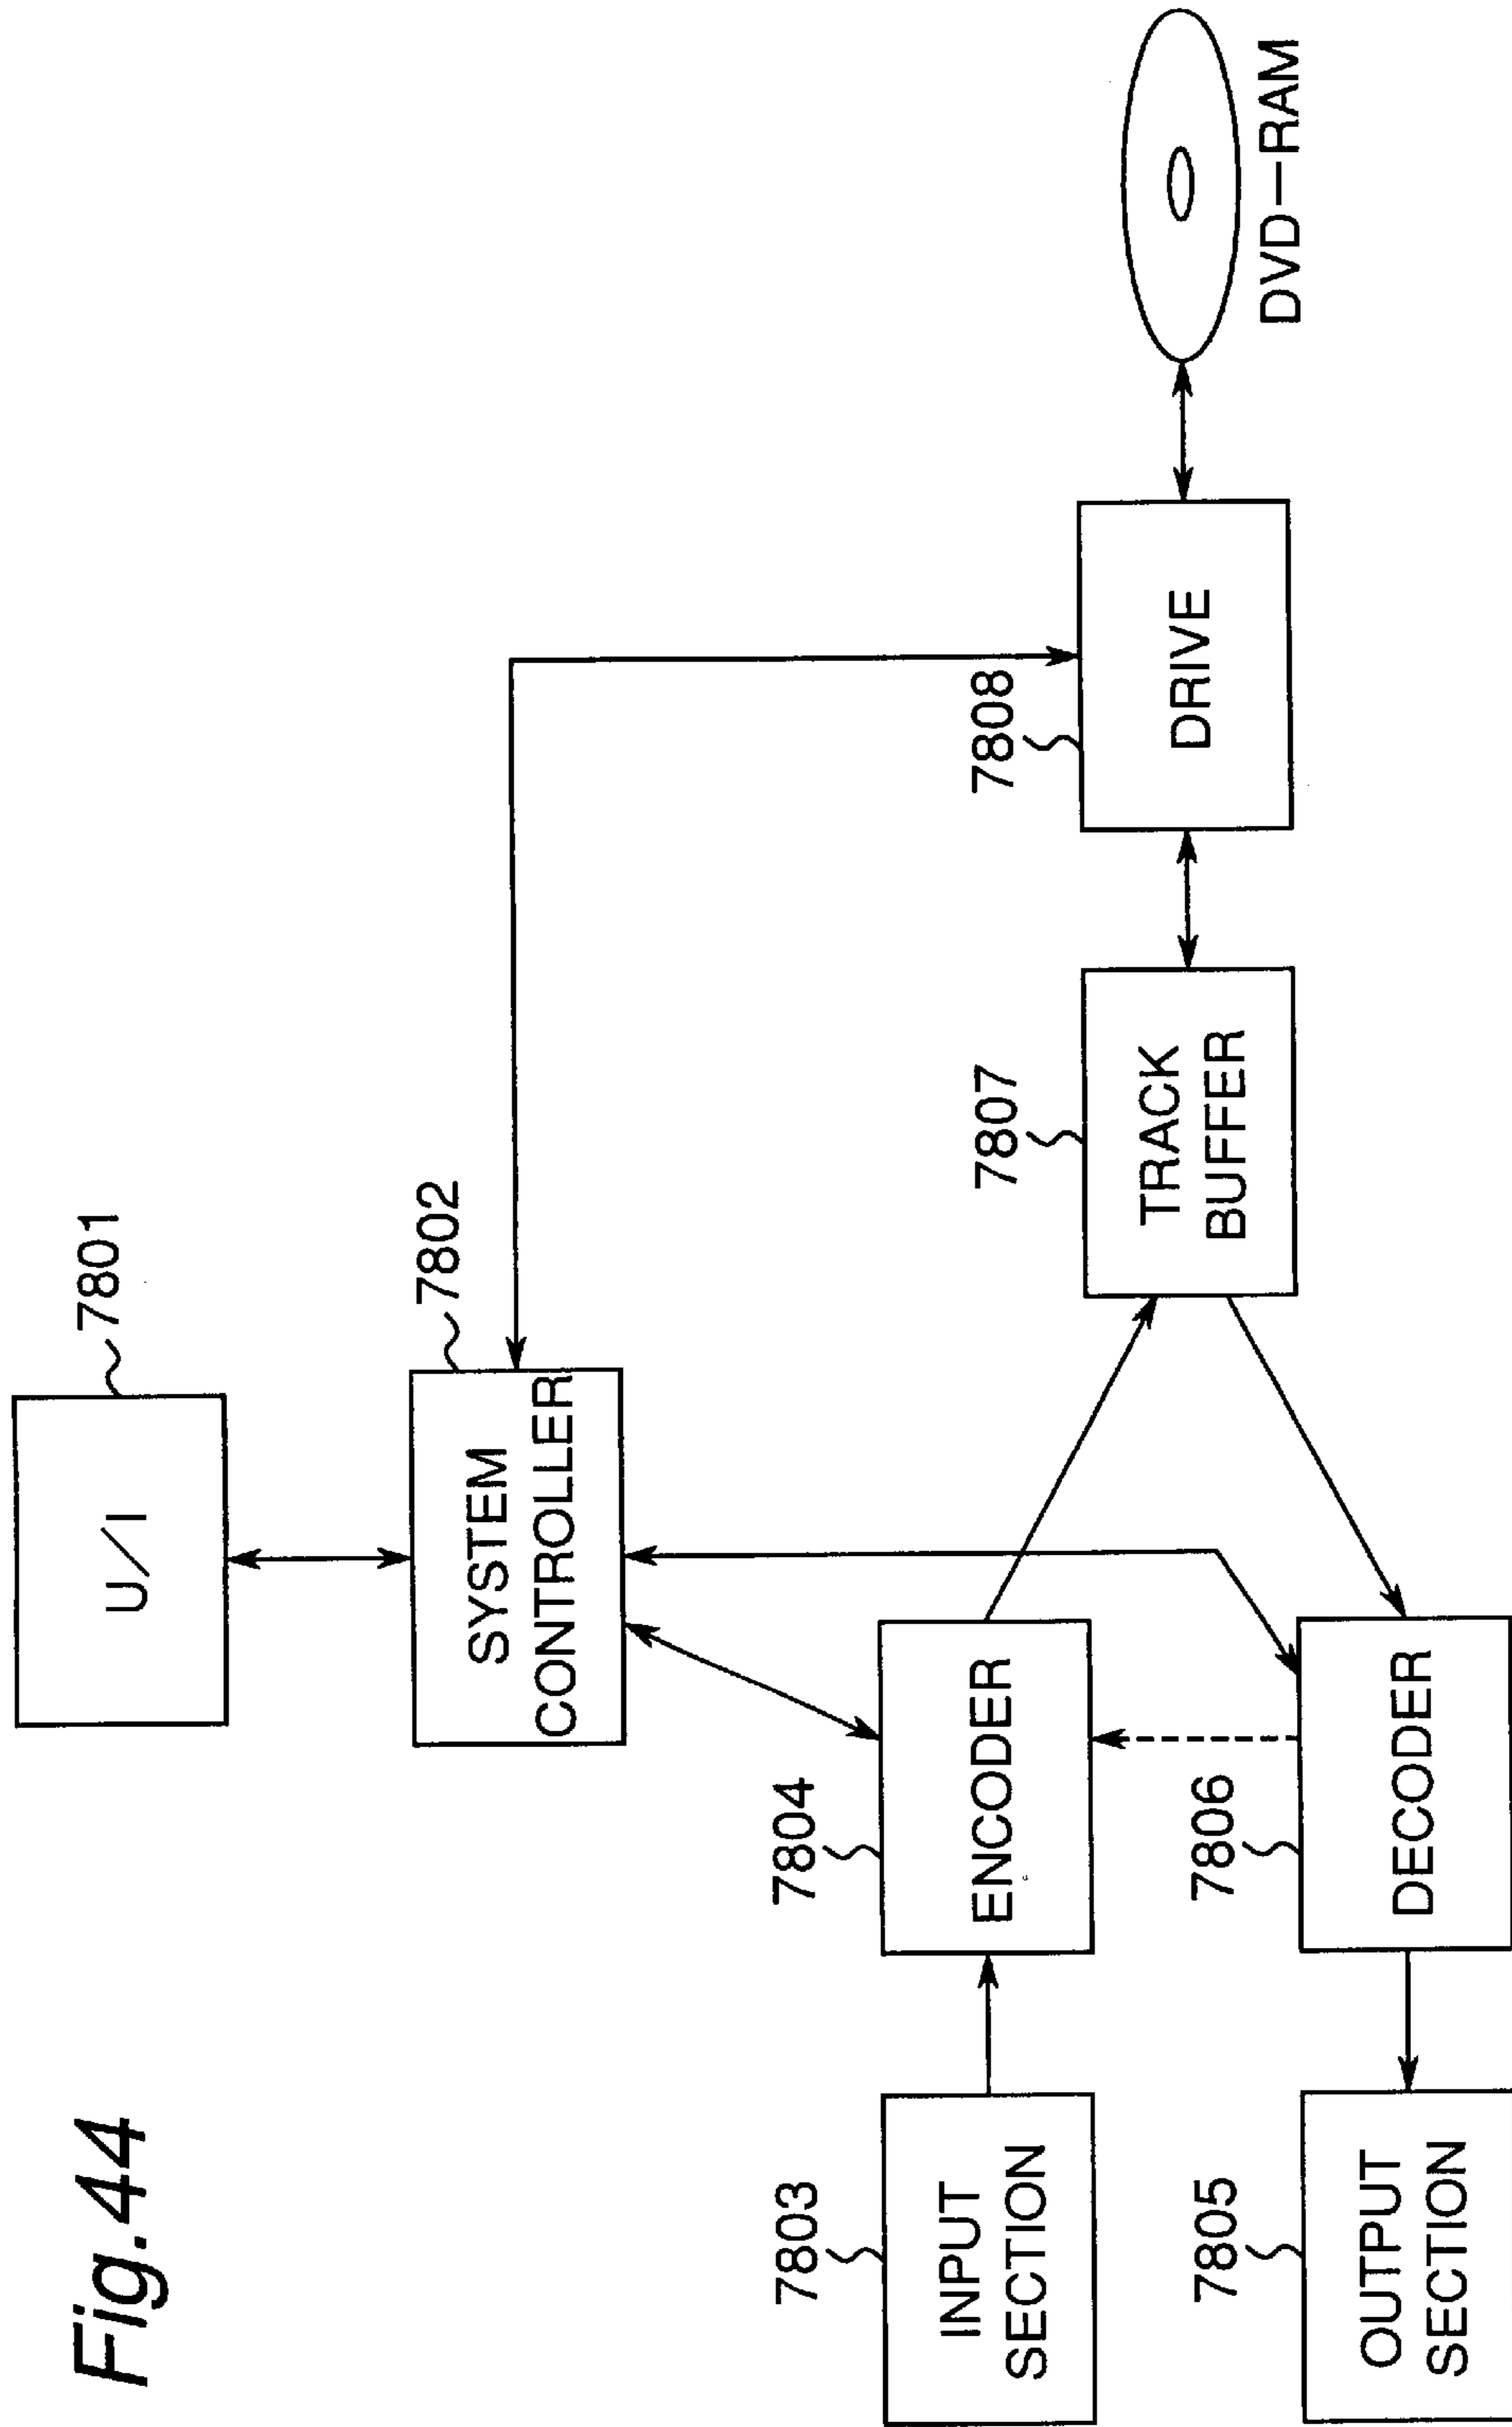 Fig.44
U/I
7801
SYSTEM
CONTROLLER
7802
7803
INPUT
SECTION
7804
ENCODER
7807
TRACK
BUFFER
7808
DRIVE
DVD-RAM
7805
OUTPUT
SECTION
7806
DECODER